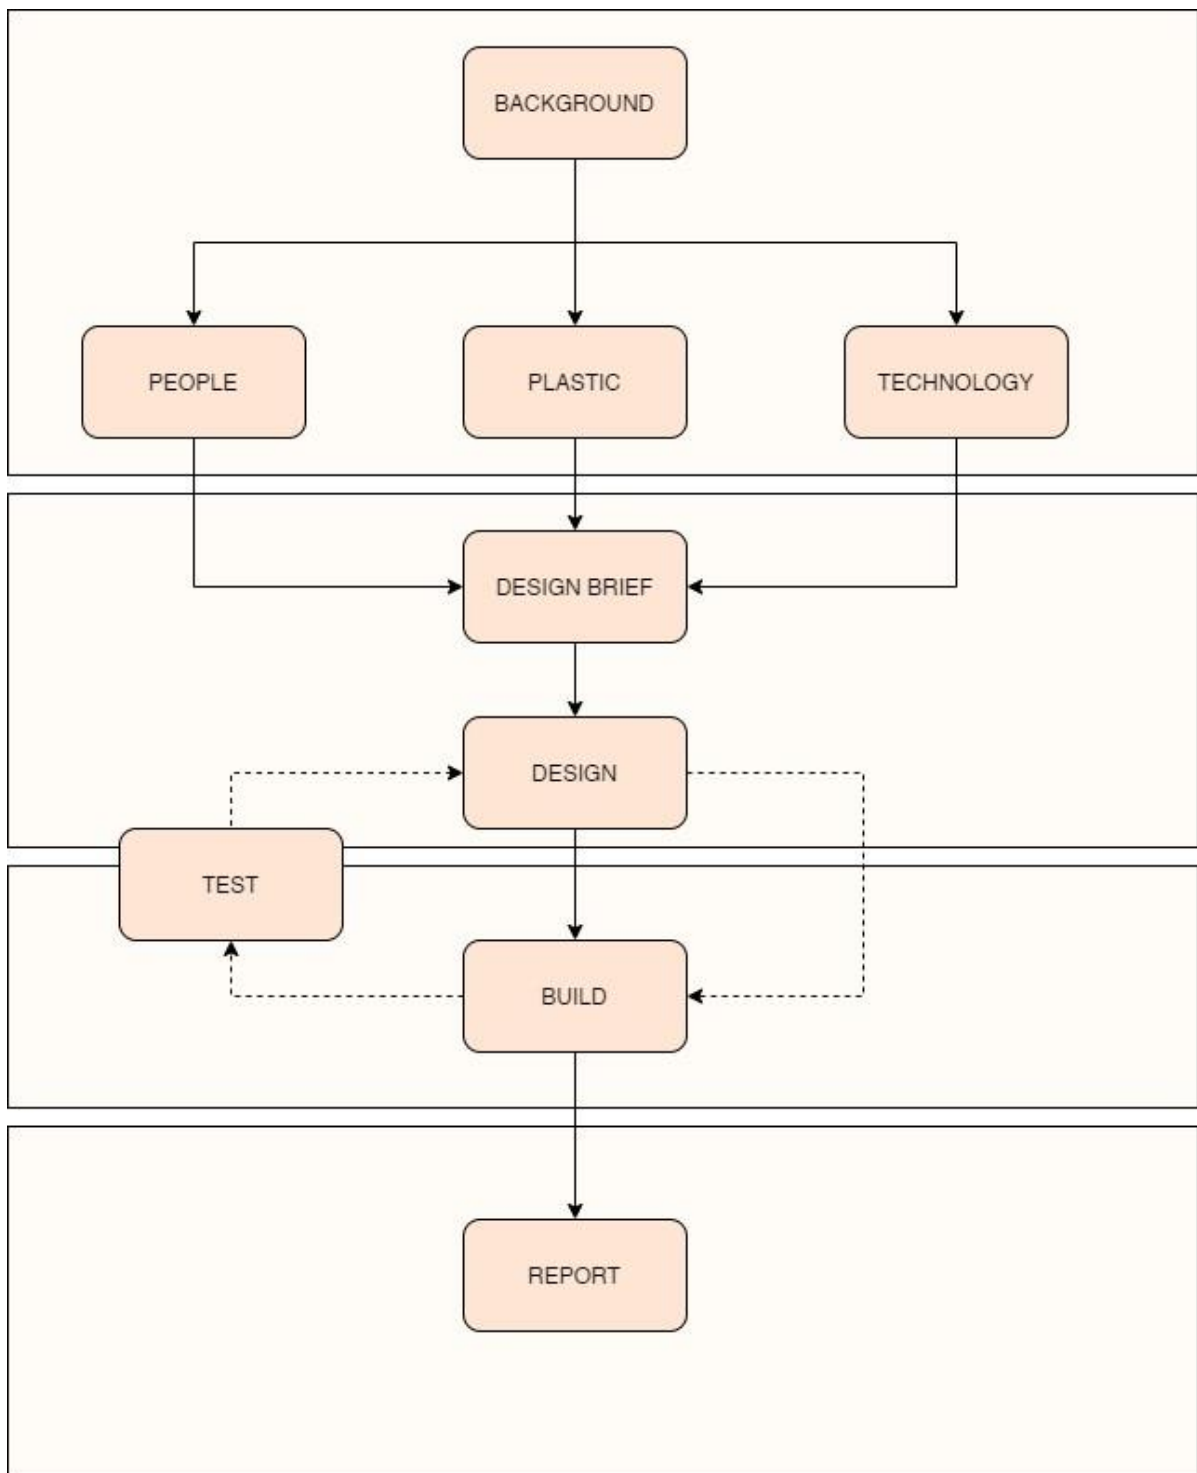 BACKGROUND
PEOPLE
PLASTIC
TECHNOLOGY
DESIGN BRIEF
DESIGN
TEST
BUILD
REPORT